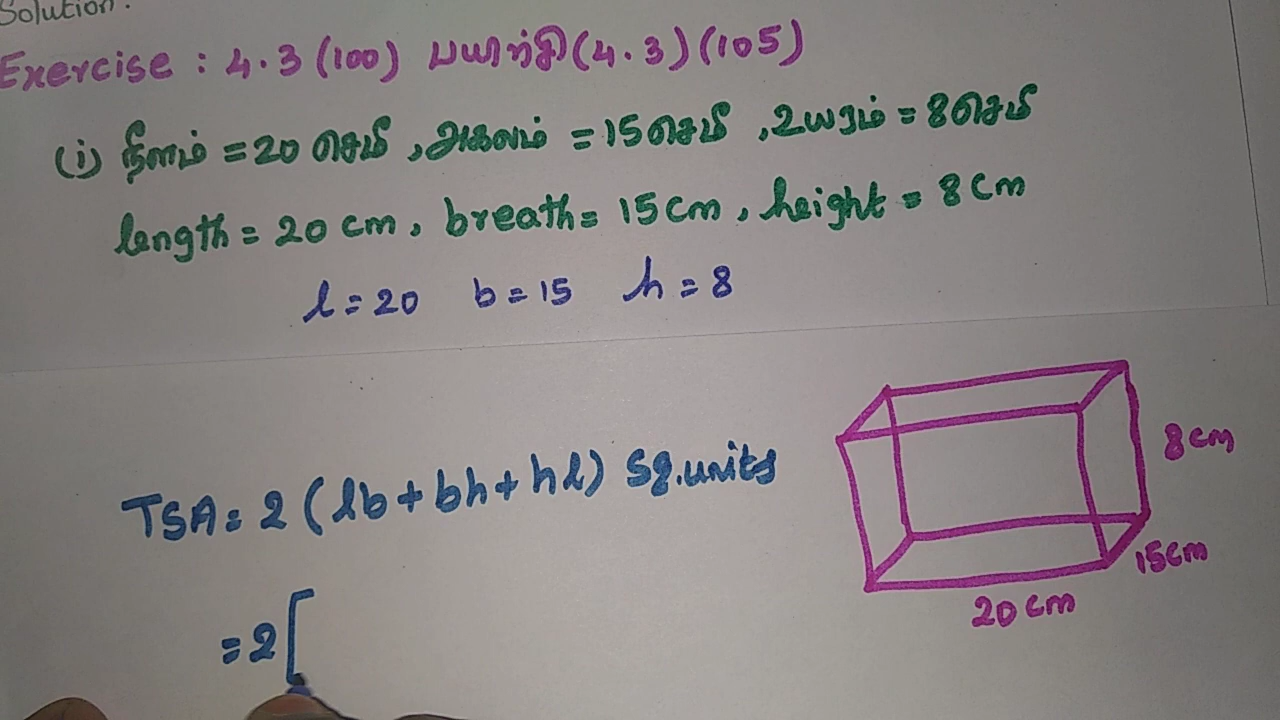 Solution.
Exercise : 4.3 (100) பயிற்சி (4.3) (105)
(i) நீளம் = 20 செமீ , அகலம் = 15 செமீ , உயரம் = 8 செமீ
length = 20 cm, breath = 15 cm, height = 8 cm
l = 20 b = 15 h = 8
TSA = 2 (lb + bh + hl) Sq.units
= 2 [
8 cm
15 cm
20 cm